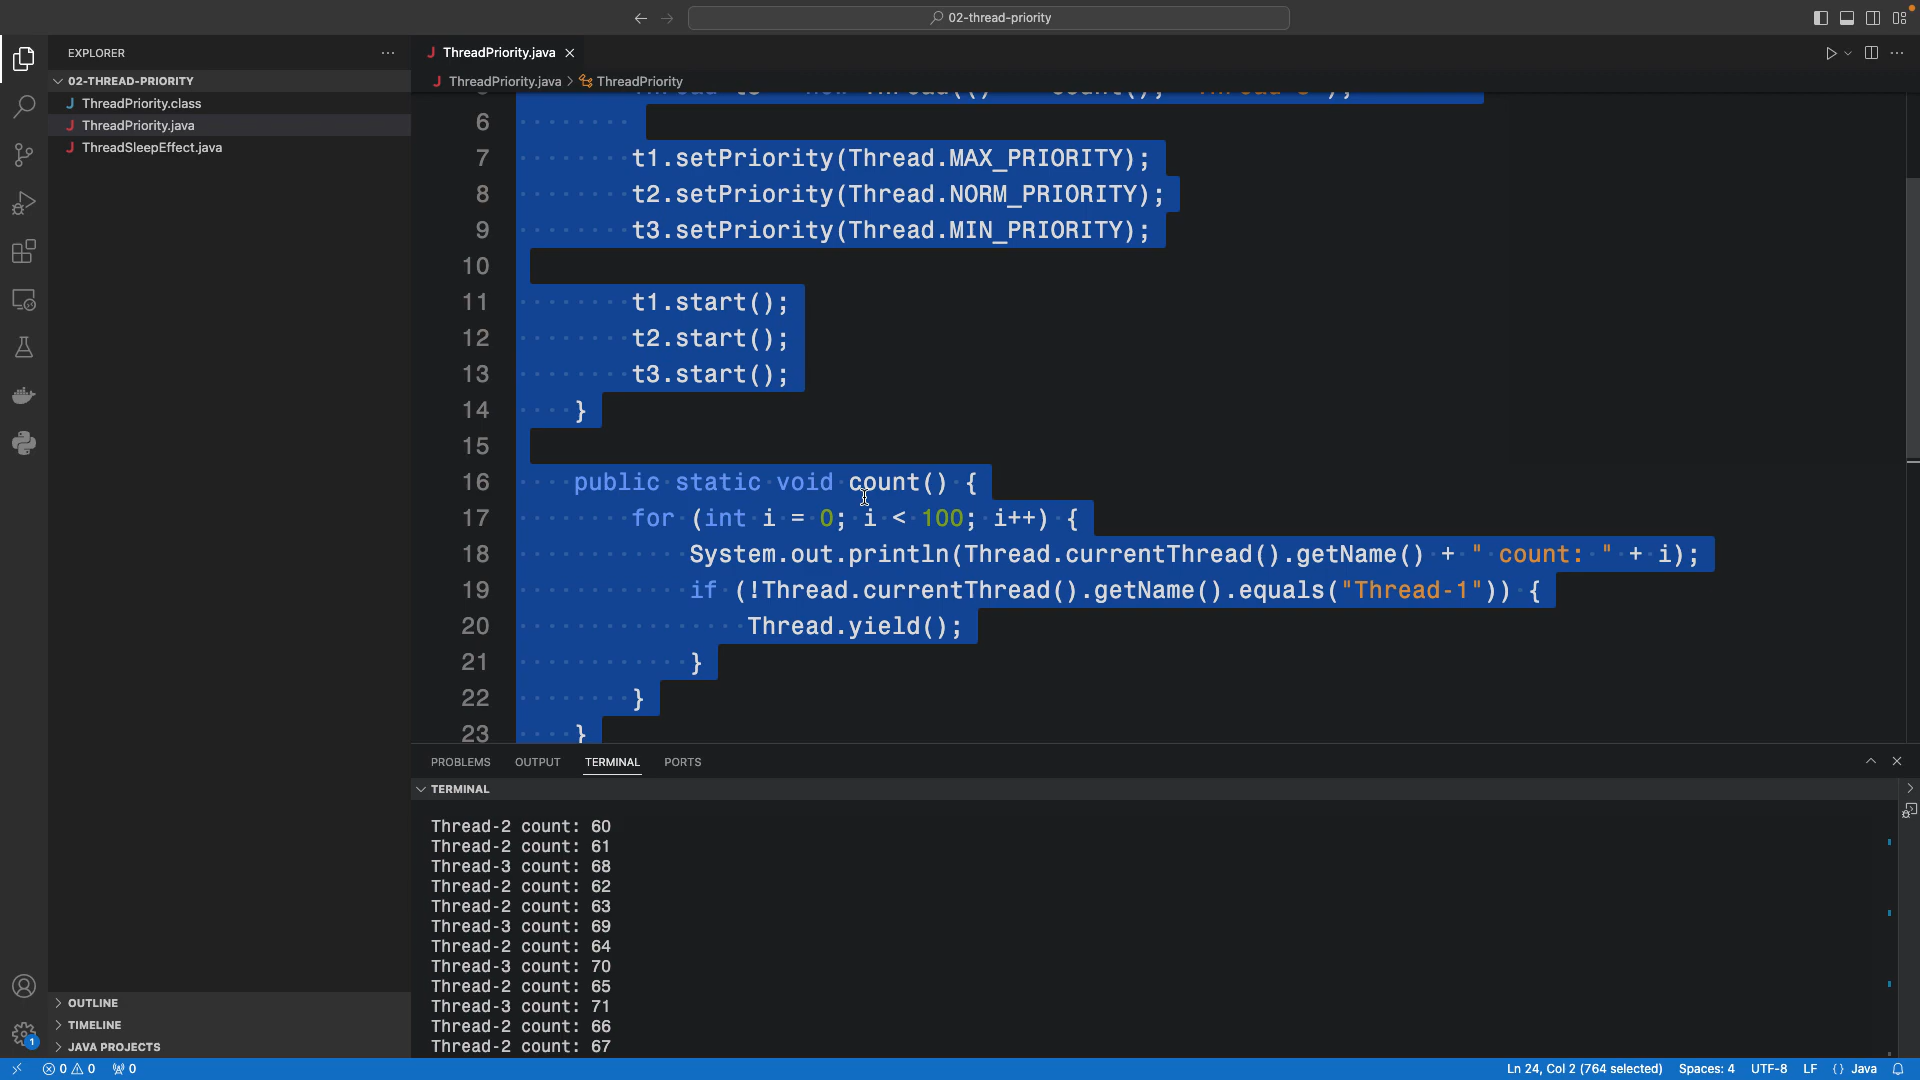 02-thread-priority
EXPLORER
02-THREAD-PRIORITY
ThreadPriority.class
ThreadPriority.java
ThreadSleepEffect.java
OUTLINE
TIMELINE
JAVA PROJECTS
1
ThreadPriority.java
ThreadPriority.java > ThreadPriority
6
7 t1.setPriority(Thread.MAX_PRIORITY);
8 t2.setPriority(Thread.NORM_PRIORITY);
9 t3.setPriority(Thread.MIN_PRIORITY);
10
11 t1.start();
12 t2.start();
13 t3.start();
14 }
15
16 public static void count() {
17 for (int i = 0; i < 100; i++) {
18 System.out.println(Thread.currentThread().getName() + " count: " + i);
19 if (!Thread.currentThread().getName().equals("Thread-1")) {
20 Thread.yield();
21 }
22 }
23 }
PROBLEMS OUTPUT TERMINAL PORTS
TERMINAL
Thread-2 count: 60
Thread-2 count: 61
Thread-3 count: 68
Thread-2 count: 62
Thread-2 count: 63
Thread-3 count: 69
Thread-2 count: 64
Thread-3 count: 70
Thread-2 count: 65
Thread-3 count: 71
Thread-2 count: 66
Thread-2 count: 67
0 0 0 Ln 24, Col 2 (764 selected) Spaces: 4 UTF-8 LF {} Java